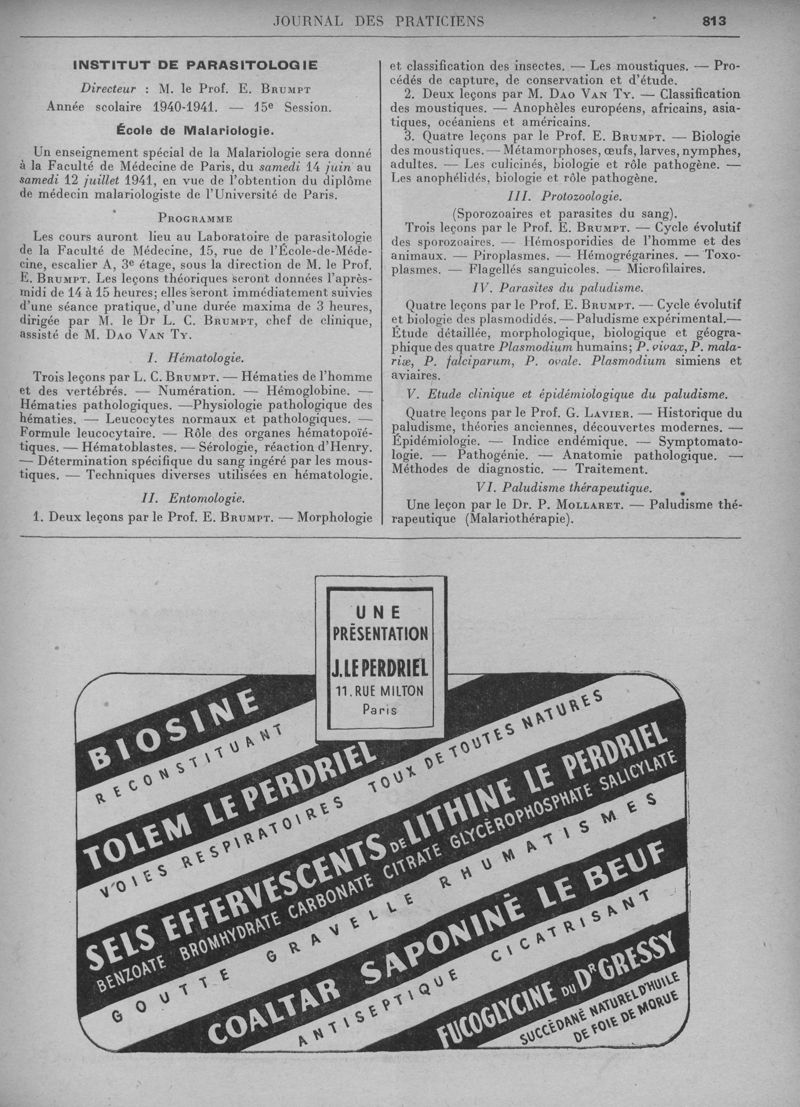 JOURNAL DES PRATICIENS 813
INSTITUT DE PARASITOLOGIE
Directeur : M. le Prof. E. BRUMPT
Année scolaire 1940-1941. — 15e Session.
École de Malariologie.
Un enseignement spécial de la Malariologie sera donné
à la Faculté de Médecine de Paris, du samedi 14 juin au
samedi 12 juillet 1941, en vue de l'obtention du diplôme
de médecin malariologiste de l'Université de Paris.
PROGRAMME
Les cours auront lieu au Laboratoire de parasitologie
de la Faculté de Médecine, 15, rue de l'École-de-Méde-
cine, escalier A, 3e étage, sous la direction de M. le Prof.
E. BRUMPT. Les leçons théoriques seront données l'après-
midi de 14 à 15 heures; elles seront immédiatement suivies
d'une séance pratique, d'une durée maxima de 3 heures,
dirigée par M. le Dr L. C. BRUMPT, chef de clinique,
assisté de M. DAO VAN TY.
I. Hématologie.
Trois leçons par L. C. BRUMPT. — Hématies de l'homme
et des vertébrés. — Numération. — Hémoglobine. —
Hématies pathologiques. —Physiologie pathologique des
hématies. — Leucocytes normaux et pathologiques. —
Formule leucocytaire. — Rôle des organes hématopoïé-
tiques. — Hématoblastes. — Sérologie, réaction d'Henry.
— Détermination spécifique du sang ingéré par les mous-
tiques. — Techniques diverses utilisées en hématologie.
II. Entomologie.
1. Deux leçons par le Prof. E. BRUMPT. — Morphologie
et classification des insectes. — Les moustiques. — Pro-
cédés de capture, de conservation et d'étude.
2. Deux leçons par M. DAO VAN TY. — Classification
des moustiques. — Anophèles européens, africains, asia-
tiques, océaniens et américains.
3. Quatre leçons par le Prof. E. BRUMPT. — Biologie
des moustiques. — Métamorphoses, œufs, larves, nymphes,
adultes. — Les culicinés, biologie et rôle pathogène. —
Les anophélidés, biologie et rôle pathogène.
III. Protozoologie.
(Sporozoaires et parasites du sang).
Trois leçons par le Prof. E. BRUMPT. — Cycle évolutif
des sporozoaires. — Hémosporidies de l'homme et des
animaux. — Piroplasmes. — Hémogrégarines. — Toxo-
plasmes. — Flagellés sanguicoles. — Microfilaires.
IV. Parasites du paludisme.
Quatre leçons par le Prof. E. BRUMPT. — Cycle évolutif
et biologie des plasmodidés. — Paludisme expérimental.—
Étude détaillée, morphologique, biologique et géogra-
phique des quatre Plasmodium humains; P. vivax, P. mala-
riæ, P. falciparum, P. ovale. Plasmodium simiens et
aviaires.
V. Etude clinique et épidémiologique du paludisme.
Quatre leçons par le Prof. G. LAVIER. — Historique du
paludisme, théories anciennes, découvertes modernes. —
Épidémiologie. — Indice endémique. — Symptomato-
logie. — Pathogénie. — Anatomie pathologique. —
Méthodes de diagnostic. — Traitement.
VI. Paludisme thérapeutique.
Une leçon par le Dr. P. MOLLARET. — Paludisme thé-
rapeutique (Malariothérapie).
UNE
PRÉSENTATION
J. LE PERDRIEL
11. RUE MILTON
Paris
BIOSINE
RECONSTITUANT
TOLEM LE PERDRIEL
VOIES RESPIRATOIRES TOUX DE TOUTES NATURES
SELS EFFERVESCENTS DE LITHINE LE PERDRIEL
BENZOATE BROMHYDRATE CARBONATE CITRATE GLYCÉROPHOSPHATE SALICYLATE
GOUTTE GRAVELLE RHUMATISMES
COALTAR SAPONINÉ LE BEUF
ANTISEPTIQUE CICATRISANT
FUCOGLYCINE DU Dr GRESSY
SUCCÉDANÉ NATUREL D'HUILE
DE FOIE DE MORUE